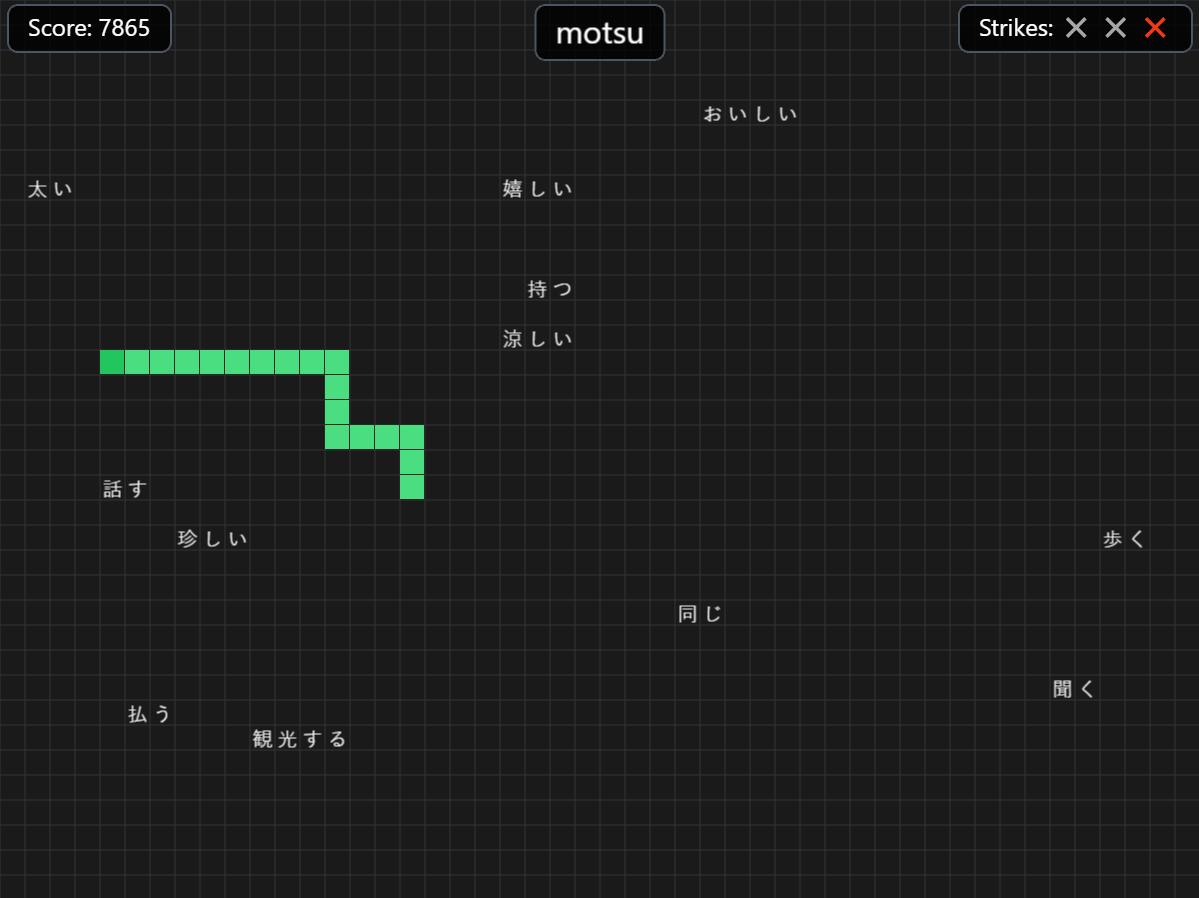 Score: 7865
motsu
Strikes: ✕ ✕ ✕
おいしい
太い
嬉しい
持つ
涼しい
話す
珍しい
歩く
同じ
聞く
払う
観光する